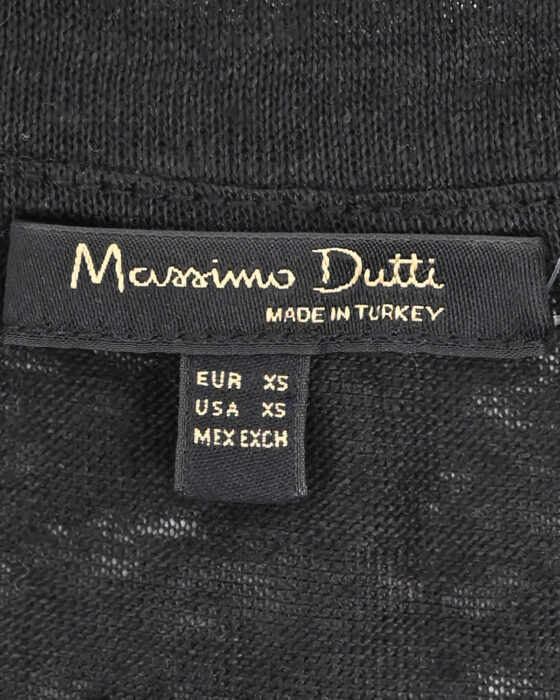 Massimo Dutti
MADE IN TURKEY
EUR XS
USA XS
MEX EXCH